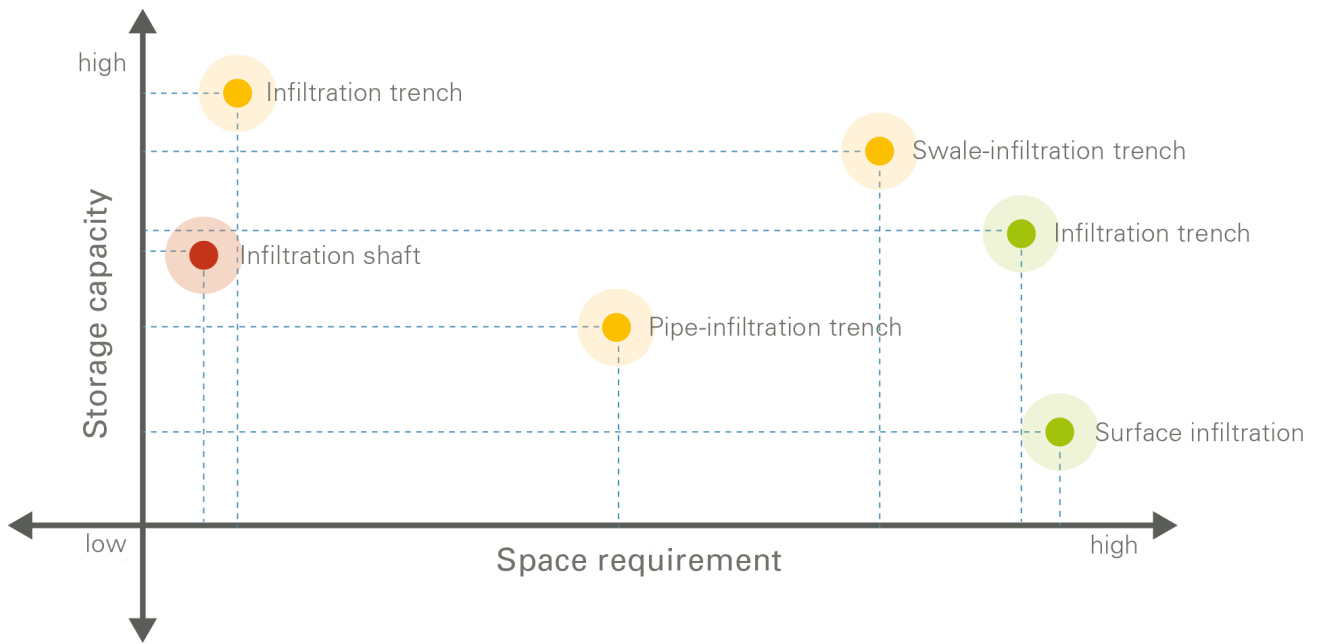 high
Infiltration trench
Swale-infiltration trench
Infiltration trench
Infiltration shaft
Storage capacity
Pipe-infiltration trench
Surface infiltration
low
high
Space requirement